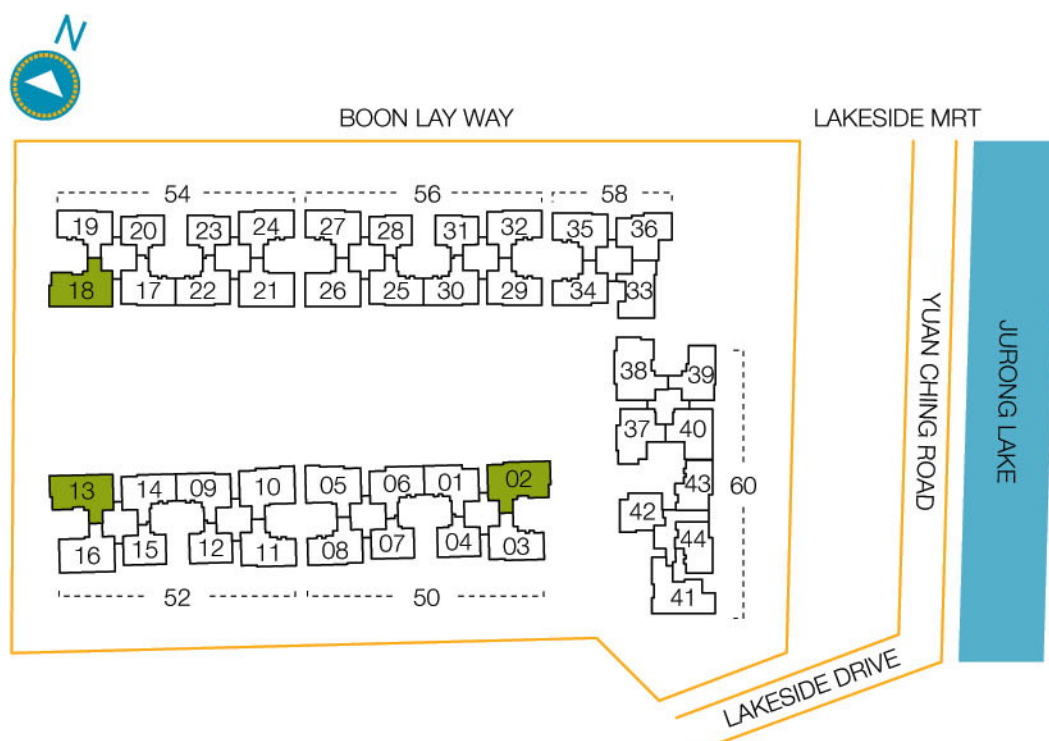 N
BOON LAY WAY
LAKESIDE MRT
54
56
58
19 20 23 24 27 28 31 32 35 36
18 17 22 21 26 25 30 29 34 33
38 39
37 40
YUAN CHING ROAD
JURONG LAKE
13 14 09 10 05 06 01 02
43
60
42
16 15 12 11 08 07 04 03
44
52
50
41
LAKESIDE DRIVE